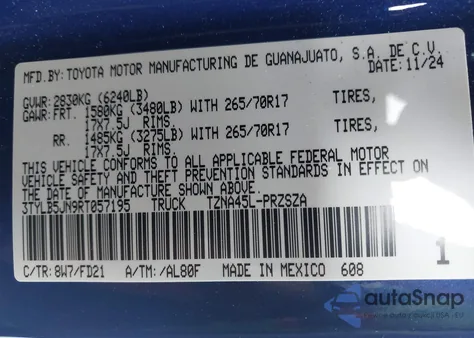 MFD.BY:TOYOTA MOTOR MANUFACTURING DE GUANAJUATO, S.A. DE C.V.
DATE:11/24
GVWR:2830KG (6240LB)
GAWR:FRT. 1580KG (3480LB) WITH 265/70R17 TIRES,
17X7.5J RIMS.
RR. 1485KG (3275LB) WITH 265/70R17 TIRES,
17X7.5J RIMS.
THIS VEHICLE CONFORMS TO ALL APPLICABLE FEDERAL MOTOR
VEHICLE SAFETY AND THEFT PREVENTION STANDARDS IN EFFECT ON
THE DATE OF MANUFACTURE SHOWN ABOVE.
3TYLB5JN9RT057195 TRUCK TZNA45L-PRZSZA
1
C/TR:8W7/FD21 A/TM:/AL80F MADE IN MEXICO 608
autoSnap